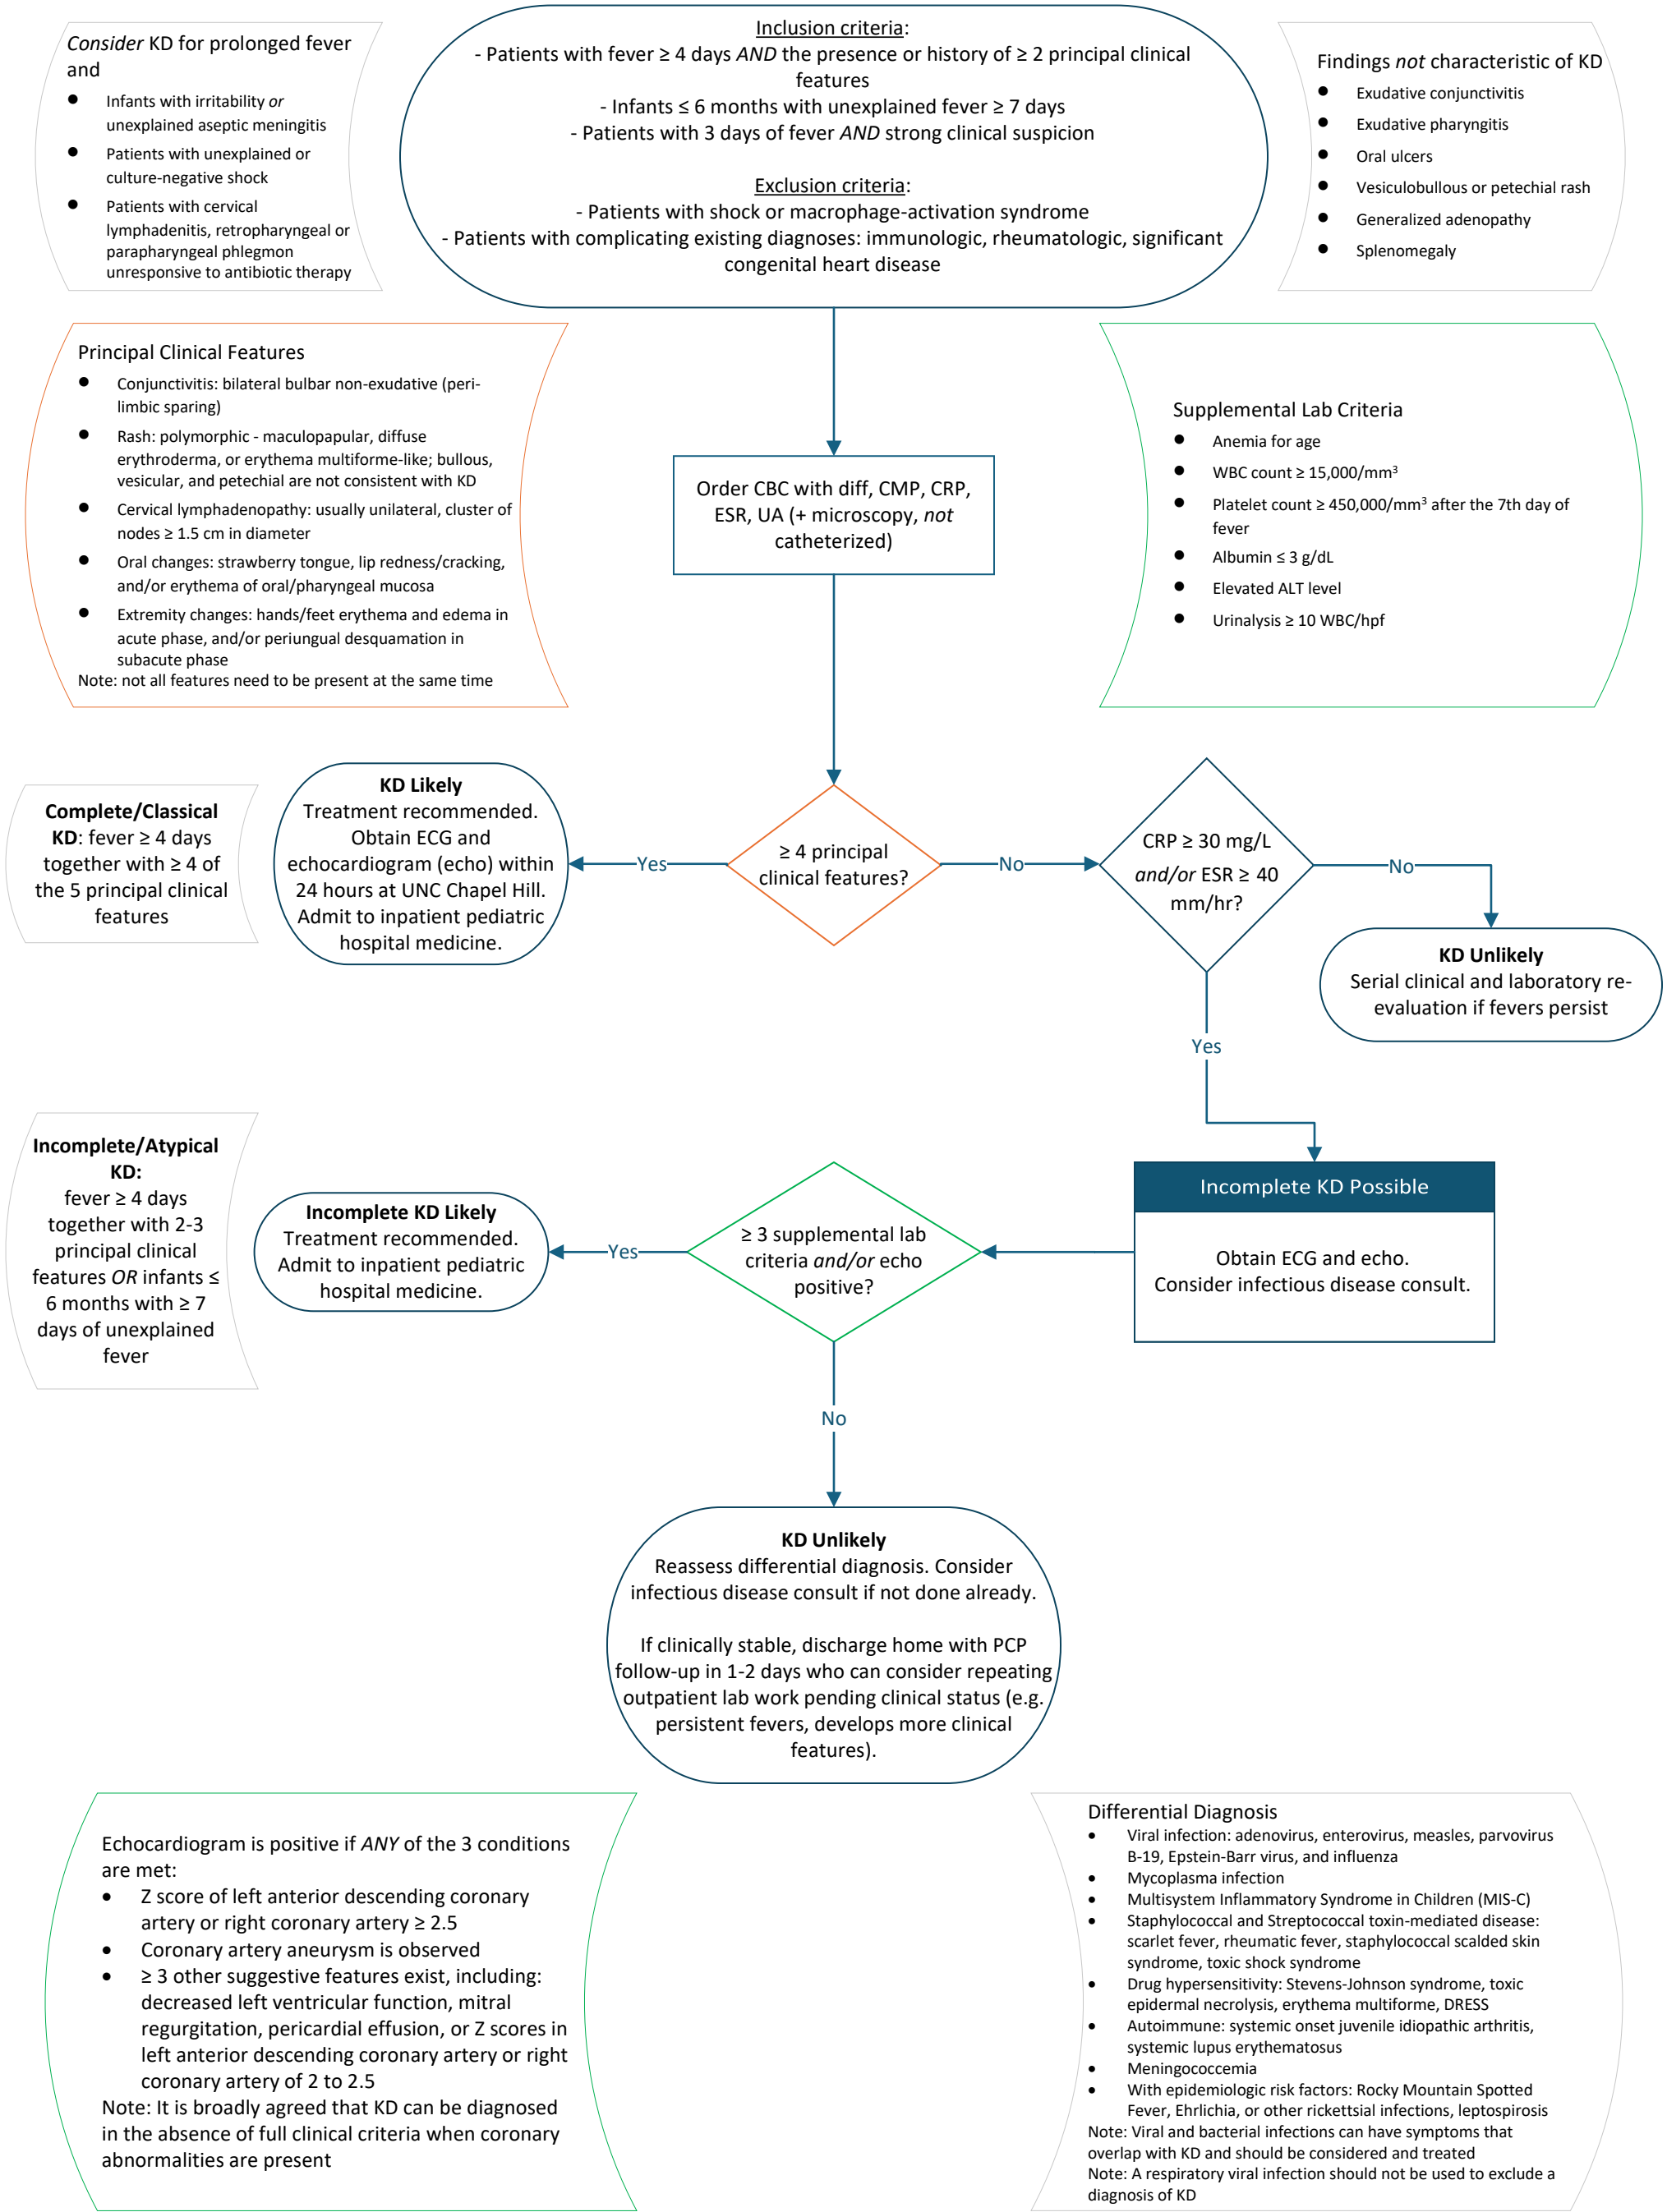 Consider KD for prolonged fever
and
● Infants with irritability or
unexplained aseptic meningitis
● Patients with unexplained or
culture-negative shock
● Patients with cervical
lymphadenitis, retropharyngeal or
parapharyngeal phlegmon
unresponsive to antibiotic therapy
Inclusion criteria:
- Patients with fever ≥ 4 days AND the presence or history of ≥ 2 principal clinical
features
- Infants ≤ 6 months with unexplained fever ≥ 7 days
- Patients with 3 days of fever AND strong clinical suspicion
Exclusion criteria:
- Patients with shock or macrophage-activation syndrome
- Patients with complicating existing diagnoses: immunologic, rheumatologic, significant
congenital heart disease
Findings not characteristic of KD
● Exudative conjunctivitis
● Exudative pharyngitis
● Oral ulcers
● Vesiculobullous or petechial rash
● Generalized adenopathy
● Splenomegaly
Principal Clinical Features
● Conjunctivitis: bilateral bulbar non-exudative (peri-
limbic sparing)
● Rash: polymorphic - maculopapular, diffuse
erythroderma, or erythema multiforme-like; bullous,
vesicular, and petechial are not consistent with KD
● Cervical lymphadenopathy: usually unilateral, cluster of
nodes ≥ 1.5 cm in diameter
● Oral changes: strawberry tongue, lip redness/cracking,
and/or erythema of oral/pharyngeal mucosa
● Extremity changes: hands/feet erythema and edema in
acute phase, and/or periungual desquamation in
subacute phase
Note: not all features need to be present at the same time
Order CBC with diff, CMP, CRP,
ESR, UA (+ microscopy, not
catheterized)
Supplemental Lab Criteria
● Anemia for age
● WBC count ≥ 15,000/mm³
● Platelet count ≥ 450,000/mm³ after the 7th day of
fever
● Albumin ≤ 3 g/dL
● Elevated ALT level
● Urinalysis ≥ 10 WBC/hpf
Complete/Classical
KD: fever ≥ 4 days
together with ≥ 4 of
the 5 principal clinical
features
KD Likely
Treatment recommended.
Obtain ECG and
echocardiogram (echo) within
24 hours at UNC Chapel Hill.
Admit to inpatient pediatric
hospital medicine.
Yes
≥ 4 principal
clinical features?
No
CRP ≥ 30 mg/L
and/or ESR ≥ 40
mm/hr?
No
KD Unlikely
Serial clinical and laboratory re-
evaluation if fevers persist
Yes
Incomplete/Atypical
KD:
fever ≥ 4 days
together with 2-3
principal clinical
features OR infants ≤
6 months with ≥ 7
days of unexplained
fever
Incomplete KD Likely
Treatment recommended.
Admit to inpatient pediatric
hospital medicine.
Yes
≥ 3 supplemental lab
criteria and/or echo
positive?
Incomplete KD Possible
Obtain ECG and echo.
Consider infectious disease consult.
No
KD Unlikely
Reassess differential diagnosis. Consider
infectious disease consult if not done already.
If clinically stable, discharge home with PCP
follow-up in 1-2 days who can consider repeating
outpatient lab work pending clinical status (e.g.
persistent fevers, develops more clinical
features).
Echocardiogram is positive if ANY of the 3 conditions
are met:
• Z score of left anterior descending coronary
artery or right coronary artery ≥ 2.5
• Coronary artery aneurysm is observed
• ≥ 3 other suggestive features exist, including:
decreased left ventricular function, mitral
regurgitation, pericardial effusion, or Z scores in
left anterior descending coronary artery or right
coronary artery of 2 to 2.5
Note: It is broadly agreed that KD can be diagnosed
in the absence of full clinical criteria when coronary
abnormalities are present
Differential Diagnosis
• Viral infection: adenovirus, enterovirus, measles, parvovirus
B-19, Epstein-Barr virus, and influenza
• Mycoplasma infection
• Multisystem Inflammatory Syndrome in Children (MIS-C)
• Staphylococcal and Streptococcal toxin-mediated disease:
scarlet fever, rheumatic fever, staphylococcal scalded skin
syndrome, toxic shock syndrome
• Drug hypersensitivity: Stevens-Johnson syndrome, toxic
epidermal necrolysis, erythema multiforme, DRESS
• Autoimmune: systemic onset juvenile idiopathic arthritis,
systemic lupus erythematosus
• Meningococcemia
• With epidemiologic risk factors: Rocky Mountain Spotted
Fever, Ehrlichia, or other rickettsial infections, leptospirosis
Note: Viral and bacterial infections can have symptoms that
overlap with KD and should be considered and treated
Note: A respiratory viral infection should not be used to exclude a
diagnosis of KD